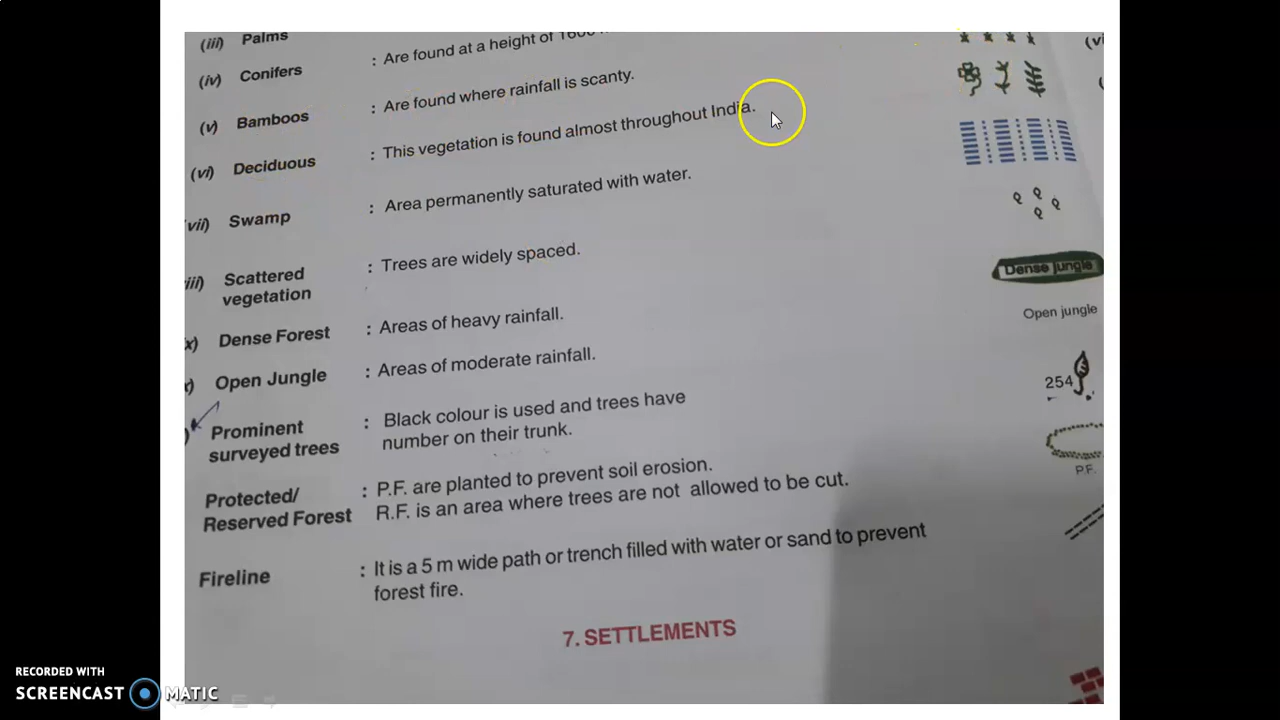 (iii) Palms
(iv) Conifers : Are found at a height of
(v) Bamboos : Are found where rainfall is scanty.
(vi) Deciduous : This vegetation is found almost throughout India.
vii) Swamp : Area permanently saturated with water.
iii) Scattered : Trees are widely spaced.
vegetation
x) Dense Forest : Areas of heavy rainfall.
Dense jungle
) Open Jungle : Areas of moderate rainfall.
Open jungle
) Prominent : Black colour is used and trees have
surveyed trees number on their trunk.
254
Protected/ : P.F. are planted to prevent soil erosion.
Reserved Forest R.F. is an area where trees are not allowed to be cut.
P.F.
Fireline : It is a 5 m wide path or trench filled with water or sand to prevent
forest fire.
7. SETTLEMENTS
RECORDED WITH
SCREENCAST MATIC